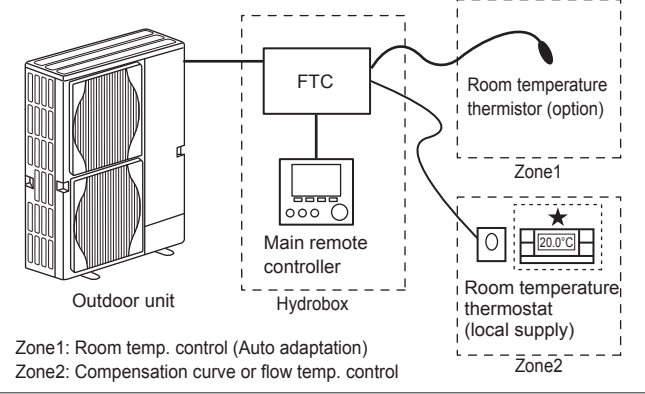 FTC
Room temperature
thermistor (option)
Zone1
20.0°C
Main remote
controller
Hydrobox
Outdoor unit
Room temperature
thermostat
(local supply)
Zone2
Zone1: Room temp. control (Auto adaptation)
Zone2: Compensation curve or flow temp. control